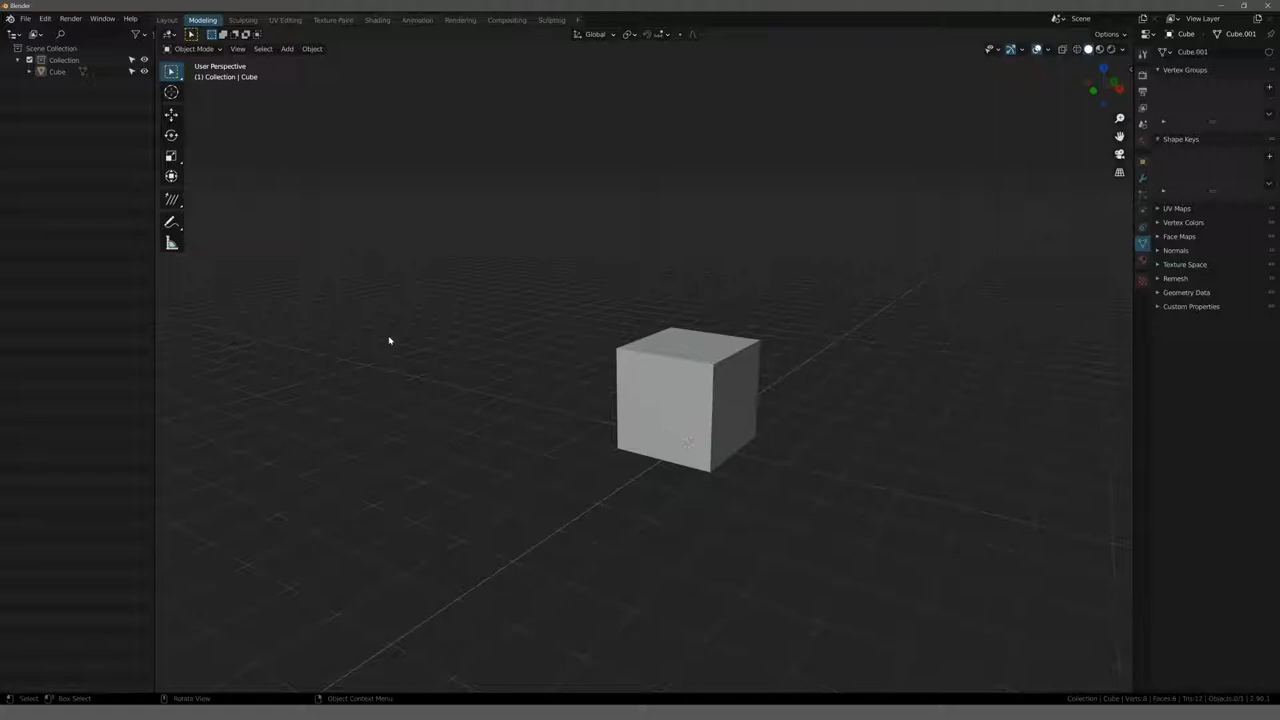 Blender
File Edit Render Window Help
Layout Modeling Sculpting UV Editing Texture Paint Shading Animation Rendering Compositing Scripting +
Scene
View Layer
Global
Options
Cube
Cube.001
Object Mode View Select Add Object
Scene Collection
Collection
Cube
User Perspective
(1) Collection | Cube
Cube.001
Vertex Groups
Shape Keys
UV Maps
Vertex Colors
Face Maps
Normals
Texture Space
Remesh
Geometry Data
Custom Properties
Select Box Select Rotate View Object Context Menu Collection | Cube | Verts:8 | Faces:6 | Tris:12 | Objects:0/1 | 2.90.1